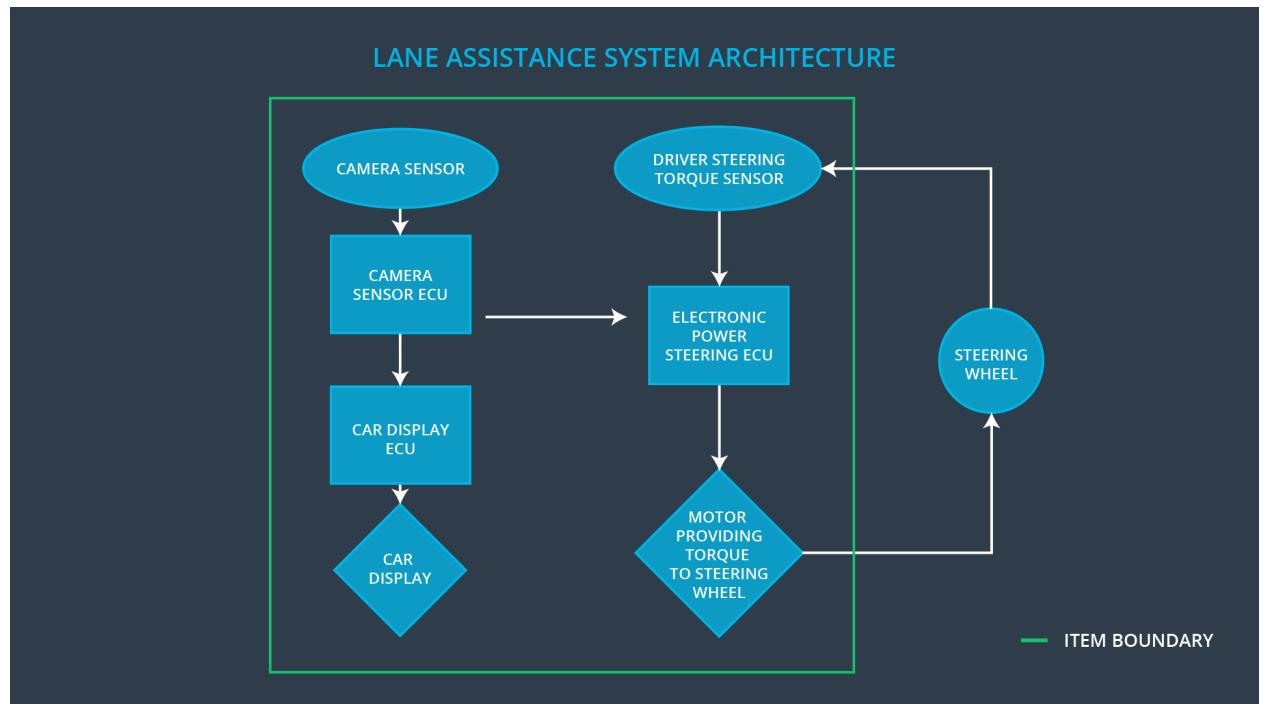 LANE ASSISTANCE SYSTEM ARCHITECTURE
CAMERA SENSOR
CAMERA
SENSOR ECU
CAR DISPLAY
ECU
CAR
DISPLAY
DRIVER STEERING
TORQUE SENSOR
ELECTRONIC
POWER
STEERING ECU
MOTOR
PROVIDING
TORQUE
TO STEERING
WHEEL
STEERING
WHEEL
ITEM BOUNDARY